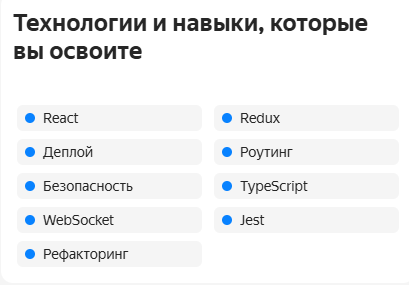 Технологии и навыки, которые
вы освоите
React
Redux
Деплой
Роутинг
Безопасность
TypeScript
WebSocket
Jest
Рефакторинг